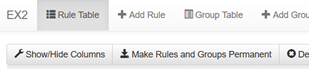 EX2 Rule Table + Add Rule Group Table + Add Grou
Show/Hide Columns Make Rules and Groups Permanent De